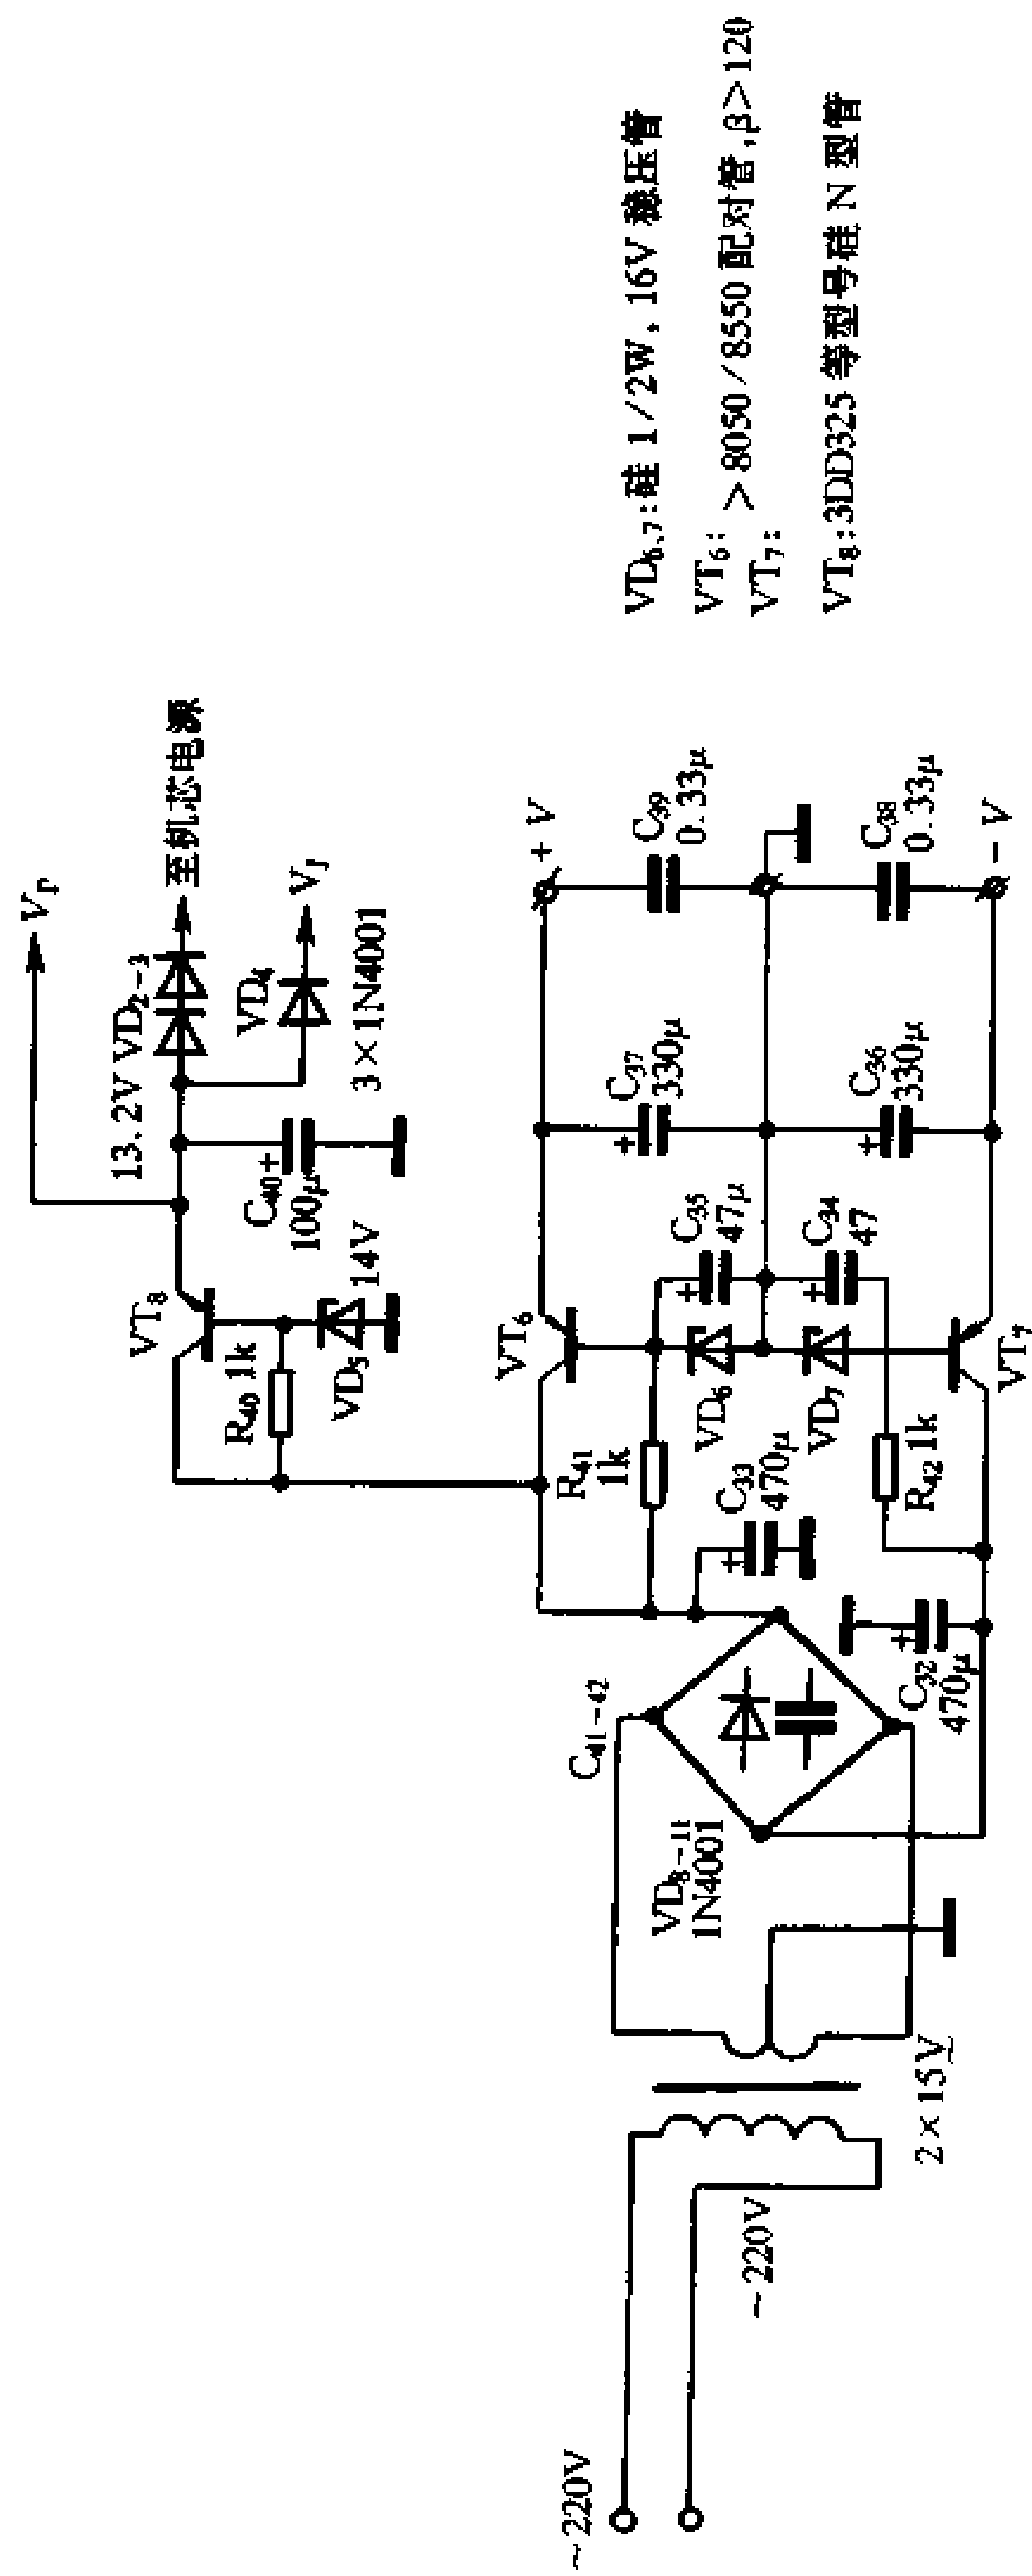 ~220V
~220V
2×15V
VD₈₋₁₁
1N4001
C₄₁₋₄₂
C₃₂
470μ
C₃₃
470μ
R₄₁
1k
R₄₂ 1k
VD₆
VD₇
VT₆
VT₇
C₃₅
47μ
C₃₄
47
C₃₇
330μ
C₃₆
330μ
C₃₉
0.33μ
C₃₈
0.33μ
+V
-V
VT₈
R₄₀ 1k
VD₅
14V
C₄₀
100μ
13.2V VD₂₋₃
VD₄
3×1N4001
至机芯电源
V_J
VD₆.₇:硅 1/2W, 16V 稳压管
VT₆:
VT₇:
>8050/8550 配对管,β>120
VT₈:3DD325 等型号硅 N 型管